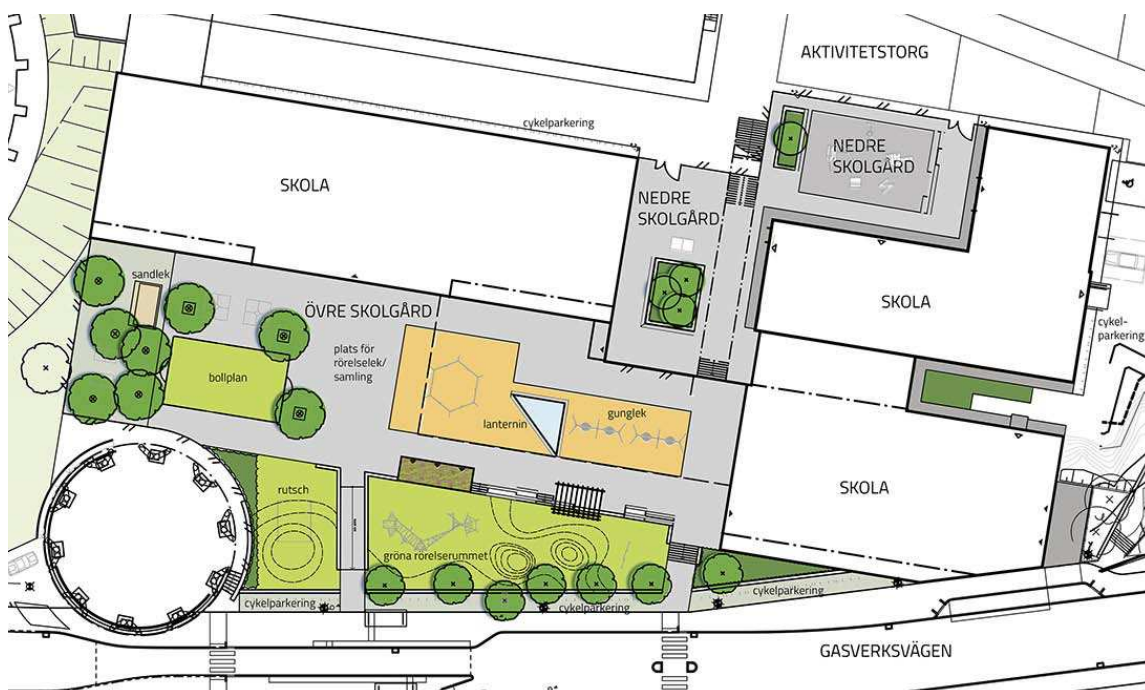 AKTIVITETSTORG
cykelparkering
NEDRE
SKOLGÅRD
SKOLA
NEDRE
SKOLGÅRD
sandlek
ÖVRE SKOLGÅRD
SKOLA
cykel-
parkering
plats för
rörelselek/
samling
bollplan
lanternin
gunglek
rutsch
SKOLA
gröna rörelserummet
cykelparkering
cykelparkering
cykelparkering
GASVERKSVÄGEN